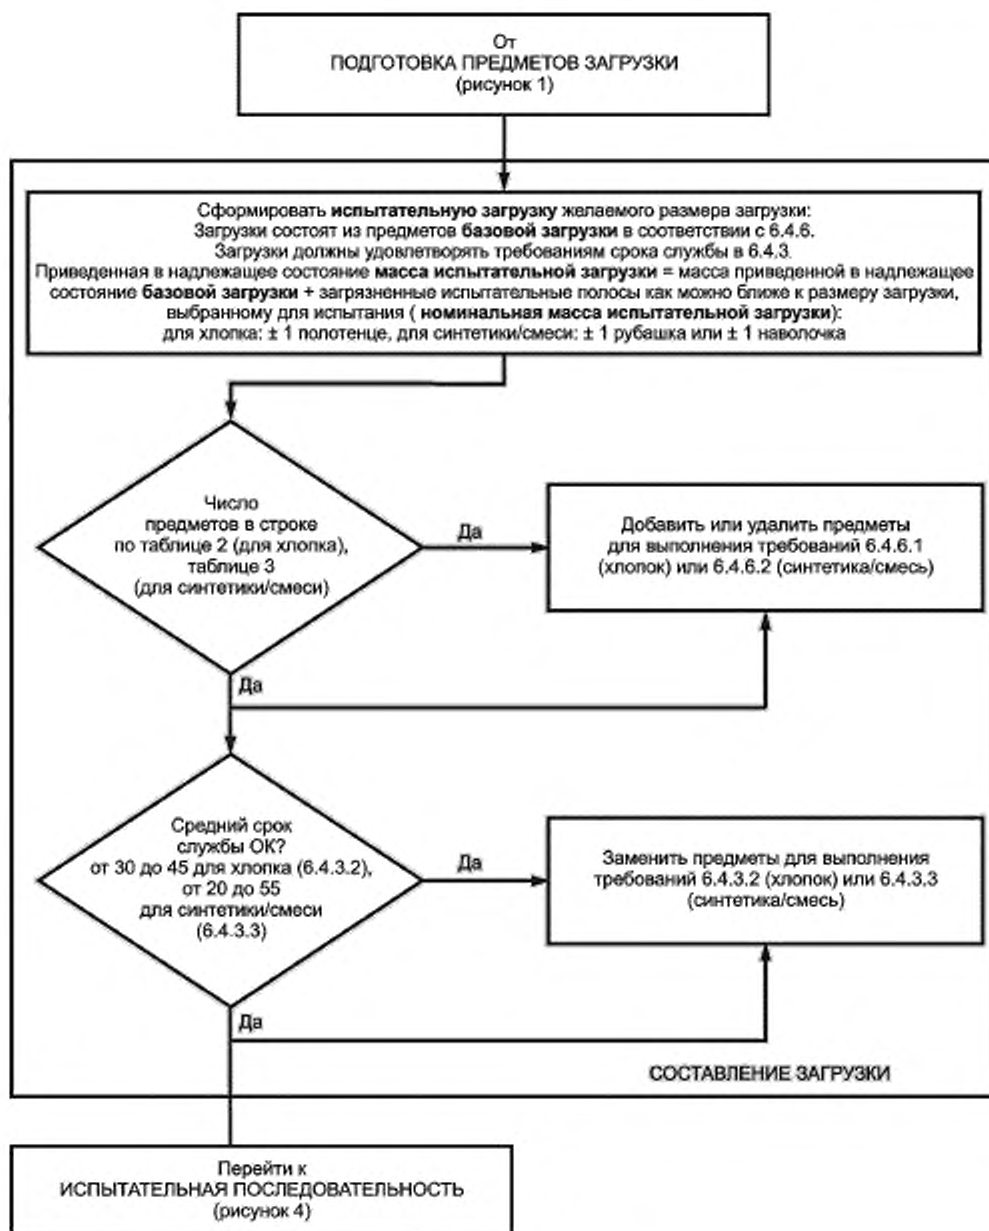 От
ПОДГОТОВКА ПРЕДМЕТОВ ЗАГРУЗКИ
(рисунок 1)
Сформировать испытательную загрузку желаемого размера загрузки:
Загрузки состоят из предметов базовой загрузки в соответствии с 6.4.6.
Загрузки должны удовлетворять требованиям срока службы в 6.4.3.
Приведенная в надлежащее состояние масса испытательной загрузки = масса приведенной в надлежащее
состояние базовой загрузки + загрязненные испытательные полосы как можно ближе к размеру загрузки,
выбранному для испытания ( номинальная масса испытательной загрузки):
для хлопка: ± 1 полотенце, для синтетики/смеси: ± 1 рубашка или ± 1 наволочка
Число
предметов в строке
по таблице 2 (для хлопка),
таблице 3
(для синтетики/смеси)
Да
Добавить или удалить предметы
для выполнения требований 6.4.6.1
(хлопок) или 6.4.6.2 (синтетика/смесь)
Да
Средний срок
службы ОК?
от 30 до 45 для хлопка (6.4.3.2),
от 20 до 55
для синтетики/смеси
(6.4.3.3)
Да
Заменить предметы для выполнения
требований 6.4.3.2 (хлопок) или 6.4.3.3
(синтетика/смесь)
Да
СОСТАВЛЕНИЕ ЗАГРУЗКИ
Перейти к
ИСПЫТАТЕЛЬНАЯ ПОСЛЕДОВАТЕЛЬНОСТЬ
(рисунок 4)